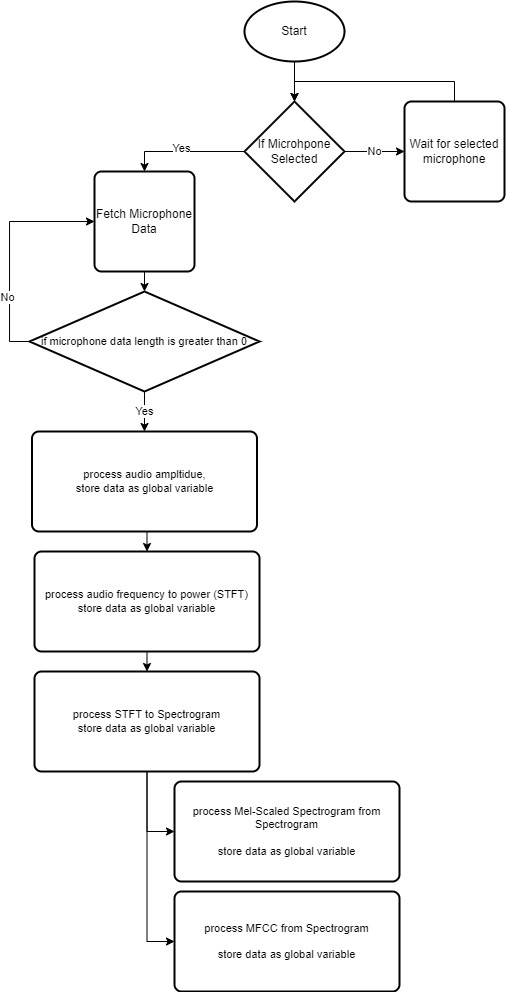 Start
If Microhpone
Selected
No
Wait for selected
microphone
Yes
Fetch Microphone
Data
No
if microphone data length is greater than 0
Yes
process audio ampltidue,
store data as global variable
process audio frequency to power (STFT)
store data as global variable
process STFT to Spectrogram
store data as global variable
process Mel-Scaled Spectrogram from
Spectrogram
store data as global variable
process MFCC from Spectrogram
store data as global variable